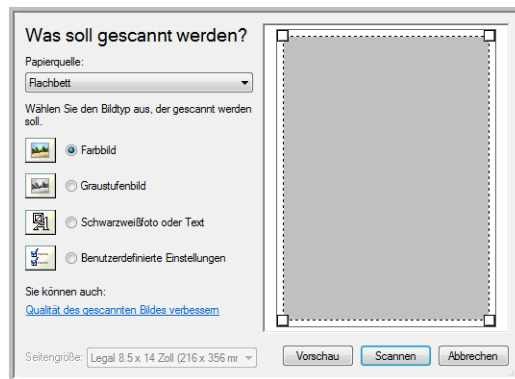 Was soll gescannt werden?
Papierquelle:
Flachbett
Wählen Sie den Bildtyp aus, der gescannt werden
soll.
Farbbild
Graustufenbild
Schwarzweißfoto oder Text
Benutzerdefinierte Einstellungen
Sie können auch:
Qualität des gescannten Bildes verbessern
Seitengröße: Legal 8.5 x 14 Zoll (216 x 356 mr
Vorschau Scannen Abbrechen